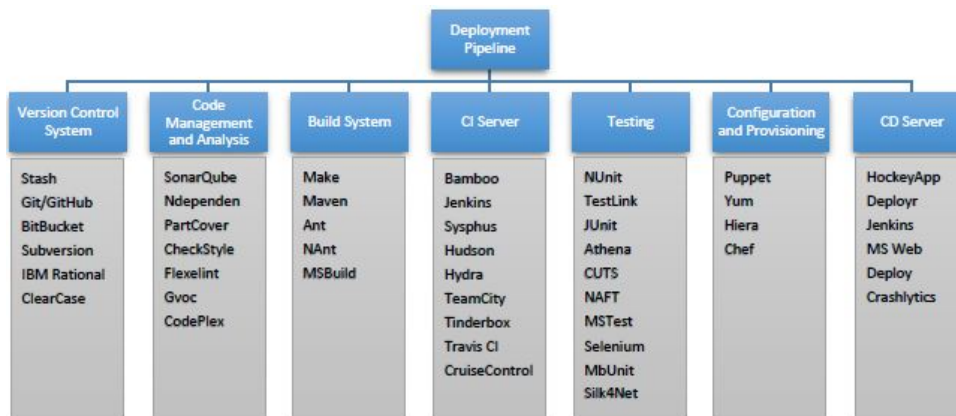 Deployment
Pipeline
Version Control
System
Stash
Git/GitHub
BitBucket
Subversion
IBM Rational
ClearCase
Code
Management
and Analysis
SonarQube
Ndependen
PartCover
CheckStyle
Flexelint
Gvoc
CodePlex
Build System
Make
Maven
Ant
NAnt
MSBuild
CI Server
Bamboo
Jenkins
Sysphus
Hudson
Hydra
TeamCity
Tinderbox
Travis CI
CruiseControl
Testing
NUnit
TestLink
JUnit
Athena
CUTS
NAFT
MSTest
Selenium
MbUnit
Silk4Net
Configuration
and Provisioning
Puppet
Yum
Hiera
Chef
CD Server
HockeyApp
Deployr
Jenkins
MS Web
Deploy
Crashlytics